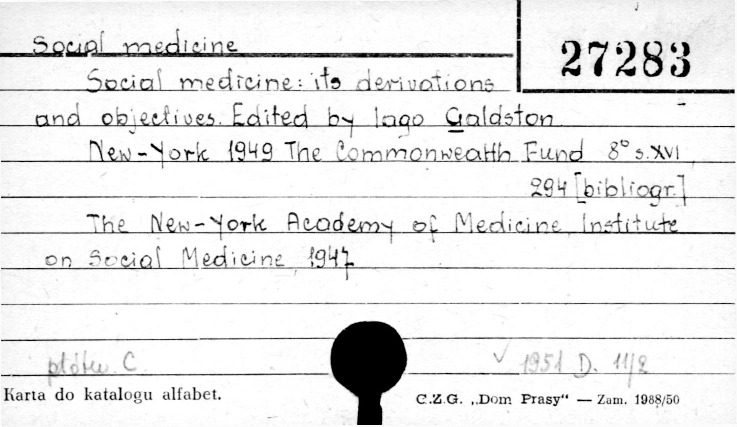 Social medicine
27283
Social medicine: its derivations
and objectives. Edited by Iago Galdston
New-York 1949 The Commonwealth Fund 8° s. XVI,
294 [bibliogr.]
The New-York Academy of Medicine Institute
on Social Medicine, 1947
C √ 1951 D. 11/2
Karta do katalogu alfabet.
C.Z.G. „Dom Prasy“ — Zam. 1988/50